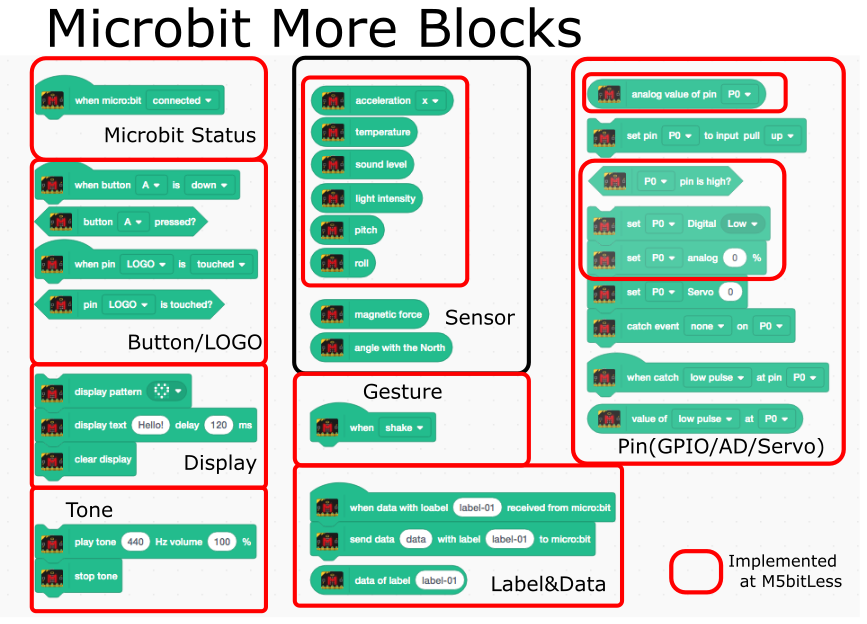 Microbit More Blocks
when micro:bit connected
Microbit Status
when button A is down
button A pressed?
when pin LOGO is touched
pin LOGO is touched?
Button/LOGO
display pattern
display text Hello! delay 120 ms
clear display
Display
Tone
play tone 440 Hz volume 100 %
stop tone
acceleration x
temperature
sound level
light intensity
pitch
roll
magnetic force
Sensor
angle with the North
Gesture
when shake
when data with loabel label-01 received from micro:bit
send data data with label label-01 to micro:bit
data of label label-01
Label&Data
analog value of pin P0
set pin P0 to input pull up
P0 pin is high?
set P0 Digital Low
set P0 analog 0 %
set P0 Servo 0
catch event none on P0
when catch low pulse at pin P0
value of low pulse at P0
Pin(GPIO/AD/Servo)
Implemented
at M5bitLess